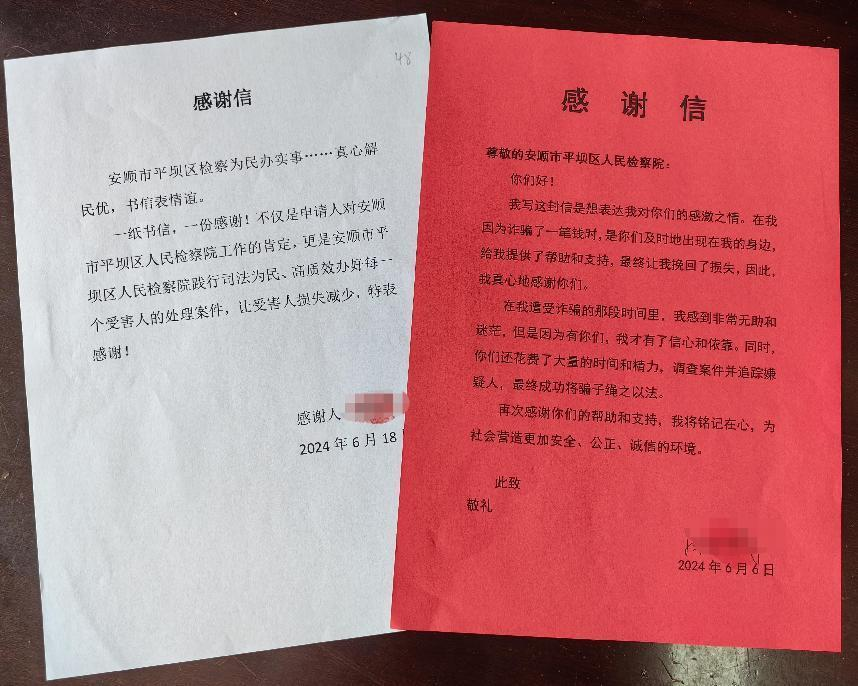 48
感谢信
安顺市平坝区检察为民办实事……真心解
民优，书信表情谊。
一纸书信，一份感谢！不仅是申请人对安顺
市平坝区人民检察院工作的肯定，更是安顺市平
坝区人民检察院践行司法为民、高质效办好每一
个受害人的处理案件，让受害人损失减少，特表
感谢！
感谢人
2024年6月18
感 谢 信
尊敬的安顺市平坝区人民检察院：
你们好！
我写这封信是想表达我对你们的感激之情。在我
因为诈骗了一笔钱时，是你们及时地出现在我的身边，
给我提供了帮助和支持，最终让我挽回了损失，因此，
我真心地感谢你们。
在我遭受诈骗的那段时间里，我感到非常无助和
迷茫，但是因为有你们，我才有了信心和依靠。同时，
你们还花费了大量的时间和精力，调查案件并追踪嫌
疑人，最终成功将骗子绳之以法。
再次感谢你们的帮助和支持，我将铭记在心，为
社会营造更加安全、公正、诚信的环境。
此致
敬礼
2024年6月6日